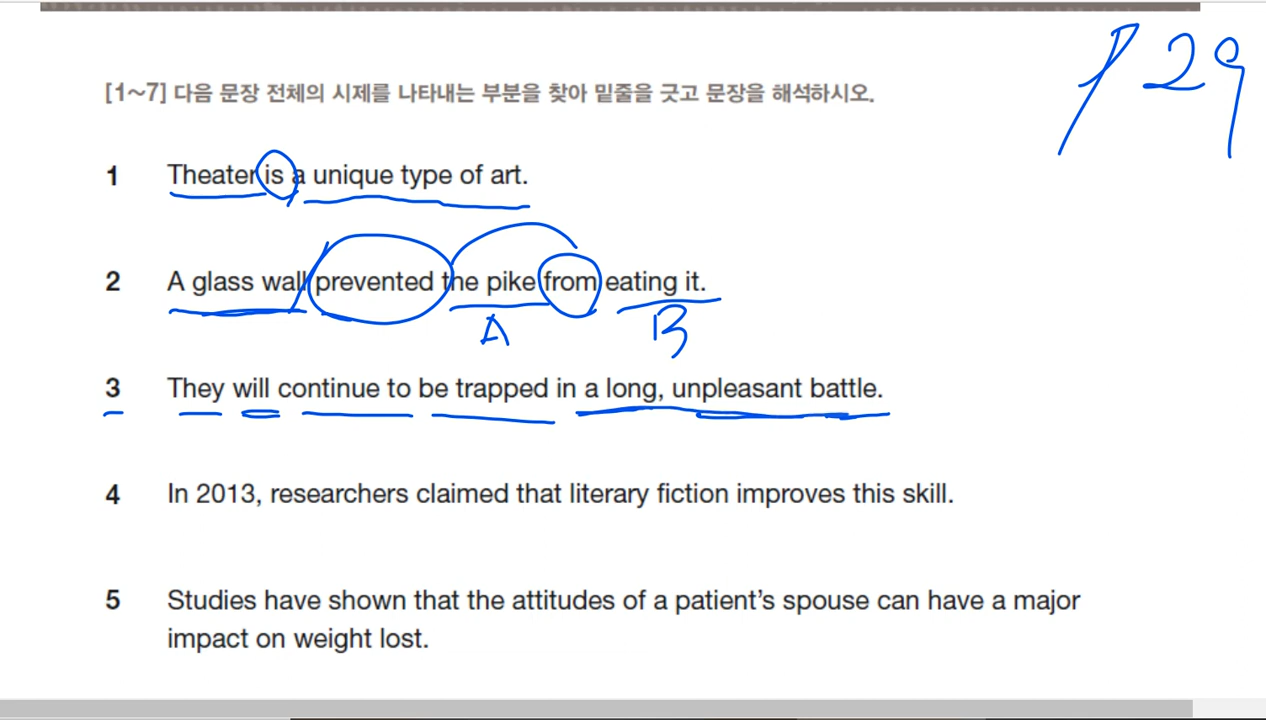 p 29
[1~7] 다음 문장 전체의 시제를 나타내는 부분을 찾아 밑줄을 긋고 문장을 해석하시오.
1 Theater is a unique type of art.
2 A glass wall prevented the pike from eating it.
A B
3 They will continue to be trapped in a long, unpleasant battle.
4 In 2013, researchers claimed that literary fiction improves this skill.
5 Studies have shown that the attitudes of a patient's spouse can have a major
impact on weight lost.